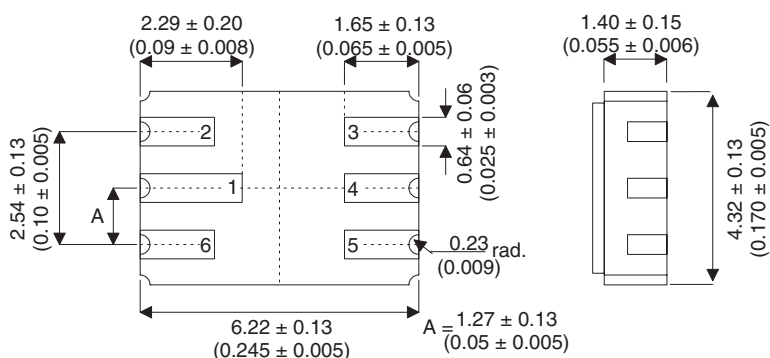 2.29 ± 0.20
(0.09 ± 0.008)
1.65 ± 0.13
(0.065 ± 0.005)
1.40 ± 0.15
(0.055 ± 0.006)
2
3
0.64 ± 0.06
(0.025 ± 0.003)
2.54 ± 0.13
(0.10 ± 0.005)
A
1
4
4.32 ± 0.13
(0.170 ± 0.005)
6
5
0.23 rad.
(0.009)
6.22 ± 0.13
(0.245 ± 0.005)
A = 1.27 ± 0.13
(0.05 ± 0.005)